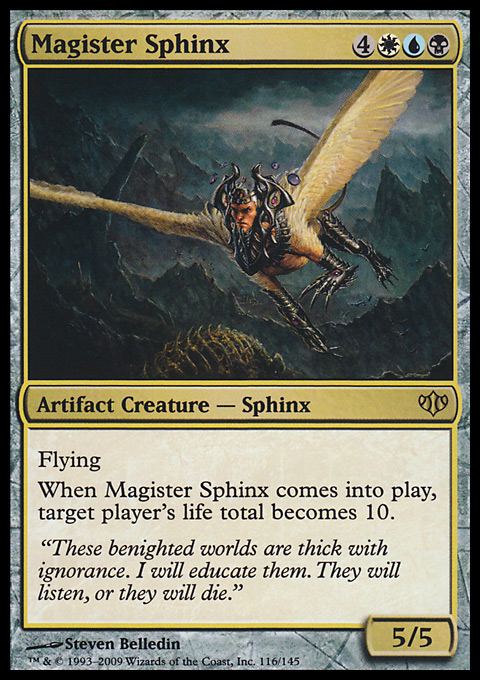 Magister Sphinx 4
Artifact Creature — Sphinx
Flying
When Magister Sphinx comes into play,
target player's life total becomes 10.
“These benighted worlds are thick with
ignorance. I will educate them. They will
listen, or they will die.”
Steven Belledin
5/5
™ & © 1993–2009 Wizards of the Coast, Inc. 116/145